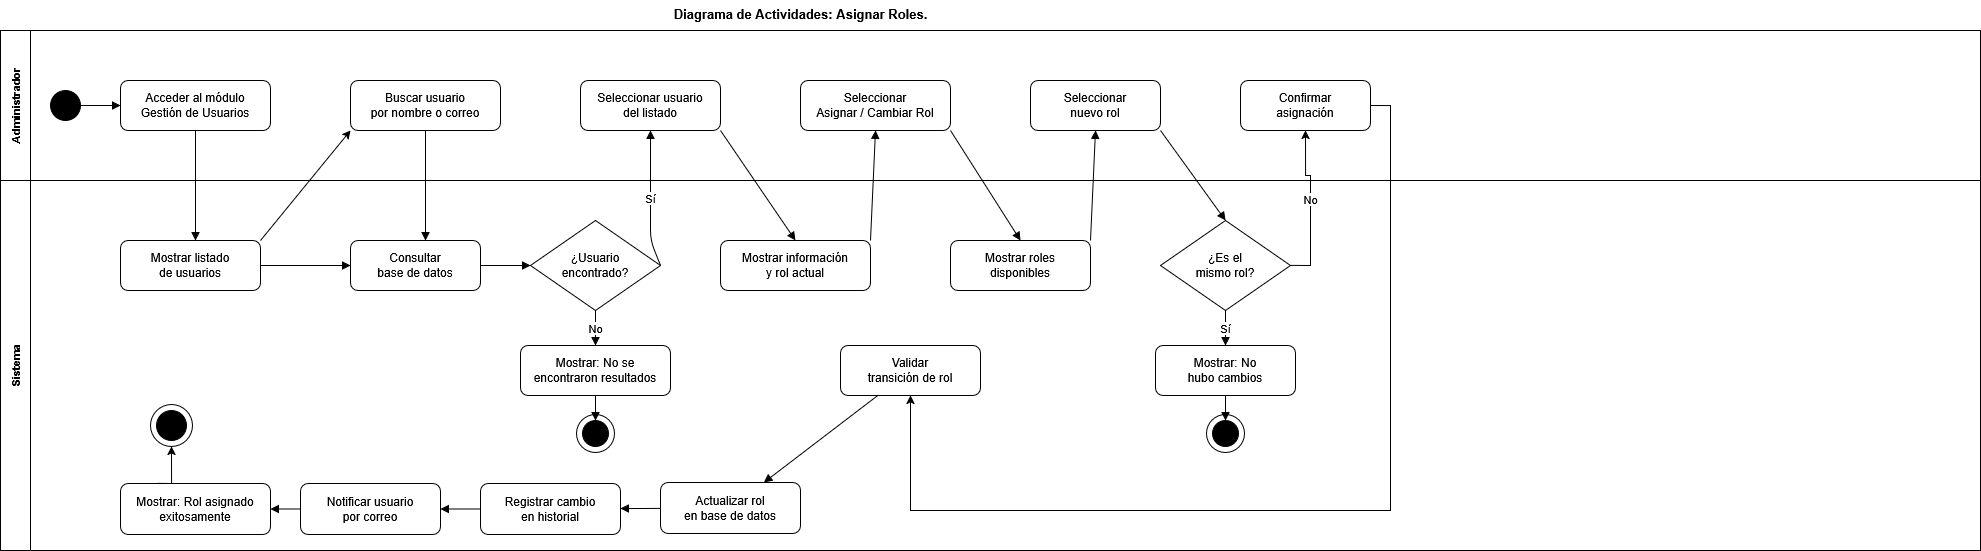 Diagrama de Actividades: Asignar Roles.
Administrador
Acceder al módulo
Gestión de Usuarios
Buscar usuario
por nombre o correo
Seleccionar usuario
del listado
Seleccionar
Asignar / Cambiar Rol
Seleccionar
nuevo rol
Confirmar
asignación
Sistema
Sí
No
Mostrar listado
de usuarios
Consultar
base de datos
¿Usuario
encontrado?
Mostrar información
y rol actual
Mostrar roles
disponibles
¿Es el
mismo rol?
No
Sí
Mostrar: No se
encontraron resultados
Validar
transición de rol
Mostrar: No
hubo cambios
Mostrar: Rol asignado
exitosamente
Notificar usuario
por correo
Registrar cambio
en historial
Actualizar rol
en base de datos